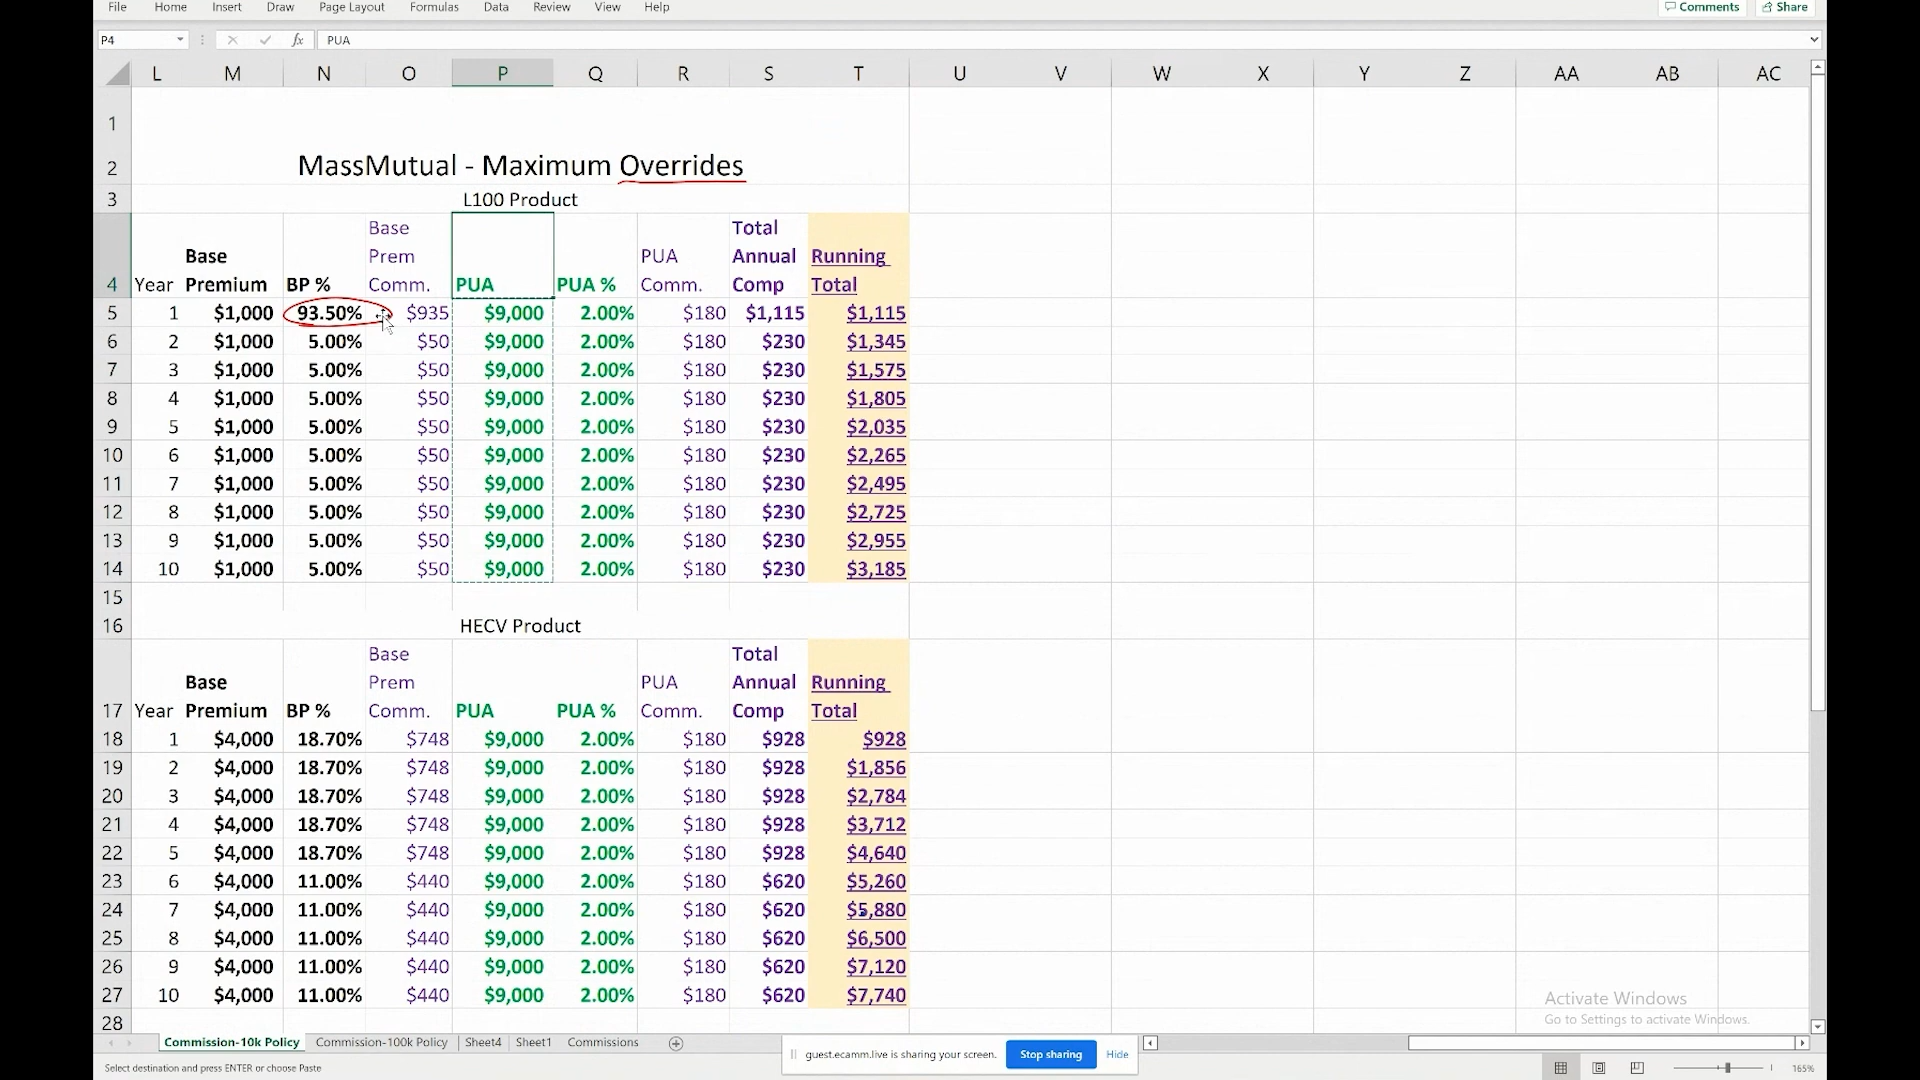 File Home Insert Draw Page Layout Formulas Data Review View Help Comments Share
P4 fx PUA
L M N O P Q R S T U V W X Y Z AA AB AC
1
2 MassMutual - Maximum Overrides
3 L100 Product
Base Total
Base Prem PUA Annual Running
4 Year Premium BP % Comm. PUA PUA % Comm. Comp Total
5 1 $1,000 93.50% $935 $9,000 2.00% $180 $1,115 $1,115
6 2 $1,000 5.00% $50 $9,000 2.00% $180 $230 $1,345
7 3 $1,000 5.00% $50 $9,000 2.00% $180 $230 $1,575
8 4 $1,000 5.00% $50 $9,000 2.00% $180 $230 $1,805
9 5 $1,000 5.00% $50 $9,000 2.00% $180 $230 $2,035
10 6 $1,000 5.00% $50 $9,000 2.00% $180 $230 $2,265
11 7 $1,000 5.00% $50 $9,000 2.00% $180 $230 $2,495
12 8 $1,000 5.00% $50 $9,000 2.00% $180 $230 $2,725
13 9 $1,000 5.00% $50 $9,000 2.00% $180 $230 $2,955
14 10 $1,000 5.00% $50 $9,000 2.00% $180 $230 $3,185
15
16 HECV Product
Base Total
Base Prem PUA Annual Running
17 Year Premium BP % Comm. PUA PUA % Comm. Comp Total
18 1 $4,000 18.70% $748 $9,000 2.00% $180 $928 $928
19 2 $4,000 18.70% $748 $9,000 2.00% $180 $928 $1,856
20 3 $4,000 18.70% $748 $9,000 2.00% $180 $928 $2,784
21 4 $4,000 18.70% $748 $9,000 2.00% $180 $928 $3,712
22 5 $4,000 18.70% $748 $9,000 2.00% $180 $928 $4,640
23 6 $4,000 11.00% $440 $9,000 2.00% $180 $620 $5,260
24 7 $4,000 11.00% $440 $9,000 2.00% $180 $620 $5,880
25 8 $4,000 11.00% $440 $9,000 2.00% $180 $620 $6,500
26 9 $4,000 11.00% $440 $9,000 2.00% $180 $620 $7,120
27 10 $4,000 11.00% $440 $9,000 2.00% $180 $620 $7,740
28
Activate Windows
Go to Settings to activate Windows.
Commission-10k Policy Commission-100k Policy Sheet4 Sheet1 Commissions
guest.ecamm.live is sharing your screen. Stop sharing Hide
Select destination and press ENTER or choose Paste 165%